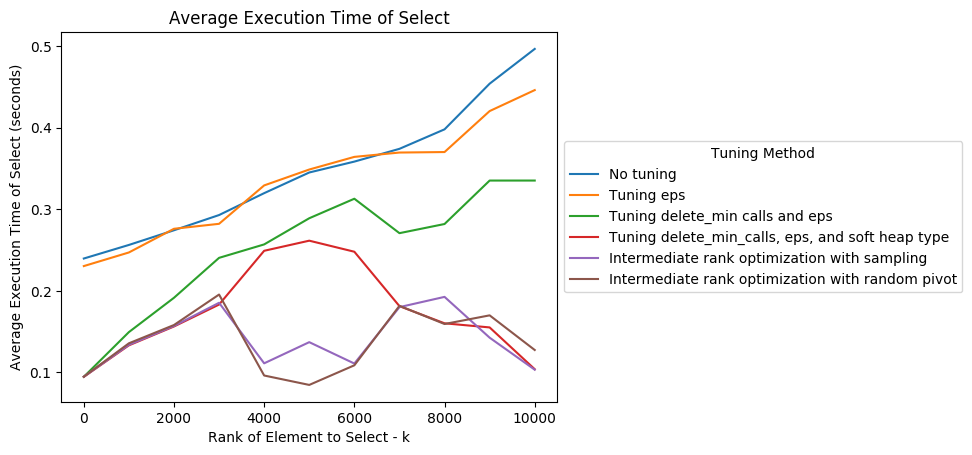 Average Execution Time of Select
Average Execution Time of Select (seconds)
0.5
0.4
0.3
0.2
0.1
0
2000
4000
6000
8000
10000
Rank of Element to Select - k
Tuning Method
No tuning
Tuning eps
Tuning delete_min calls and eps
Tuning delete_min_calls, eps, and soft heap type
Intermediate rank optimization with sampling
Intermediate rank optimization with random pivot